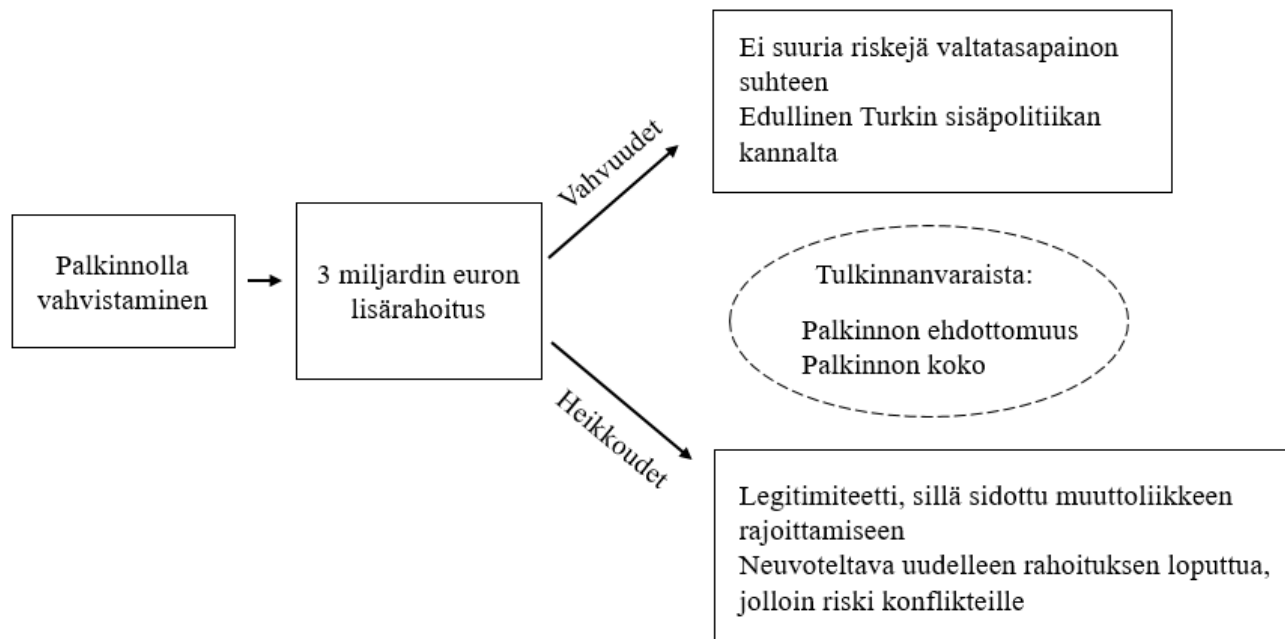 Palkinnolla
vahvistaminen
3 miljardin euron
lisärahoitus
Vahvuudet
Ei suuria riskejä valtatasapainon
suhteen
Edullinen Turkin sisäpolitiikan
kannalta
Tulkinnanvaraista:
Palkinnon ehdottomuus
Palkinnon koko
Heikkoudet
Legitimiteetti, sillä sidottu muuttoliikkeen
rajoittamiseen
Neuvoteltava uudelleen rahoituksen loputtua,
jolloin riski konflikteille